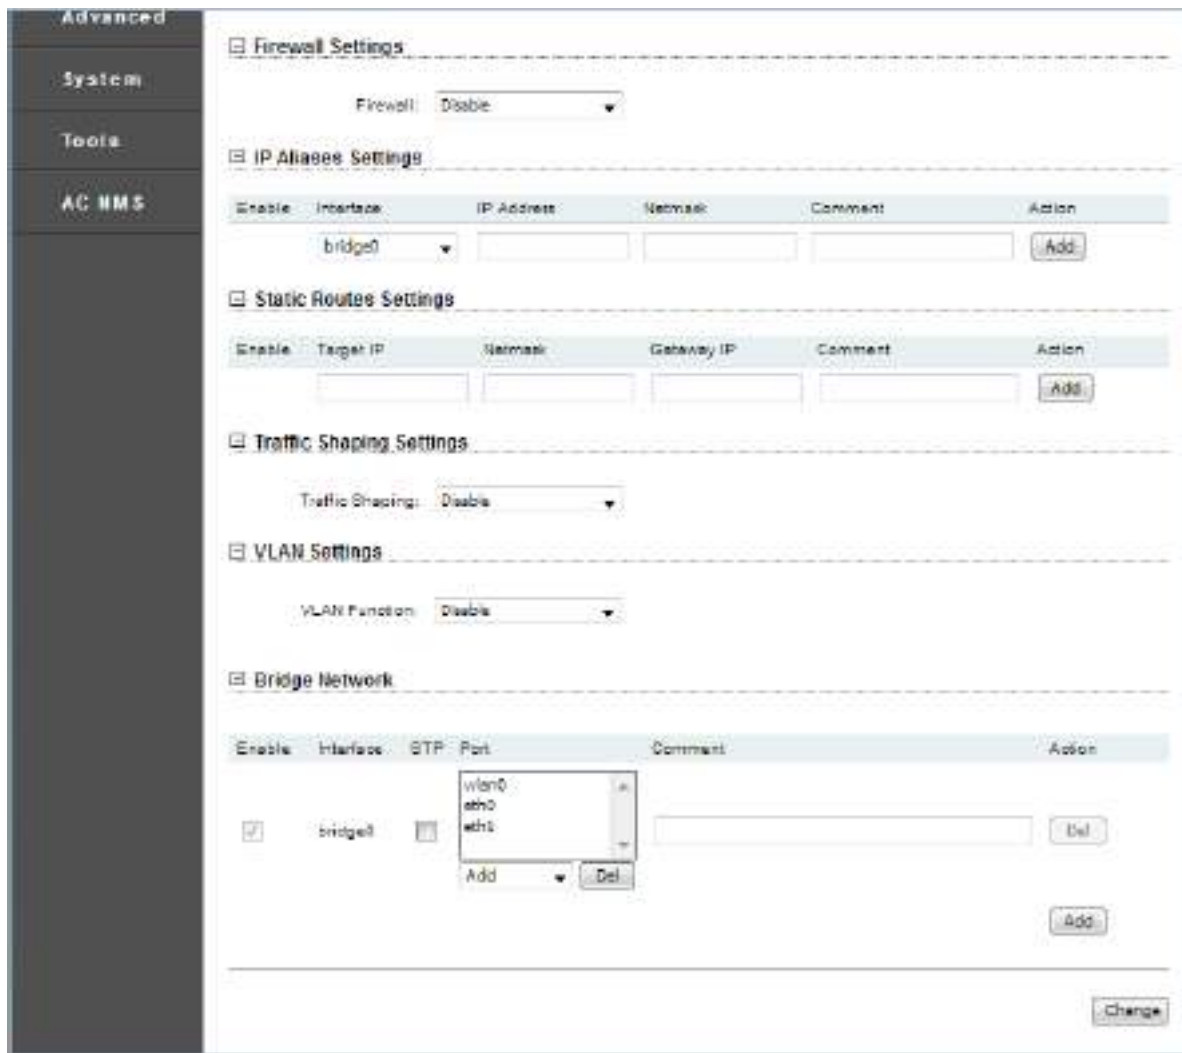 Advanced
System
Tools
AC NMS
Firewall Settings
Firewall: Disable
IP Aliases Settings
Enable Interface IP Address Netmask Comment Action
bridge0 Add
Static Routes Settings
Enable Target IP Netmask Gateway IP Comment Action
Add
Traffic Shaping Settings
Traffic Shaping: Disable
VLAN Settings
VLAN Function: Disable
Bridge Network
Enable Interface STP Port Comment Action
wlan0
eth0
eth1
bridge0 Del
Add Del
Add
Change